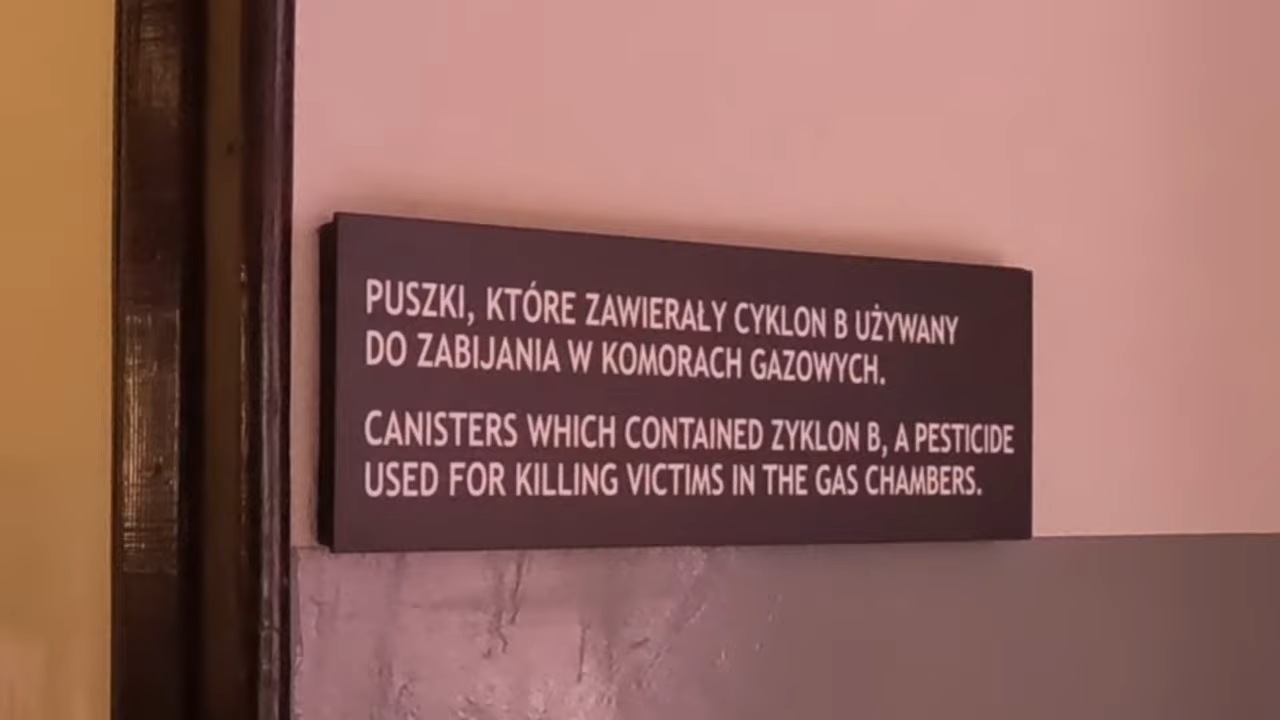 PUSZKI, KTÓRE ZAWIERAŁY CYKLON B UŻYWANY
DO ZABIJANIA W KOMORACH GAZOWYCH.
CANISTERS WHICH CONTAINED ZYKLON B, A PESTICIDE
USED FOR KILLING VICTIMS IN THE GAS CHAMBERS.